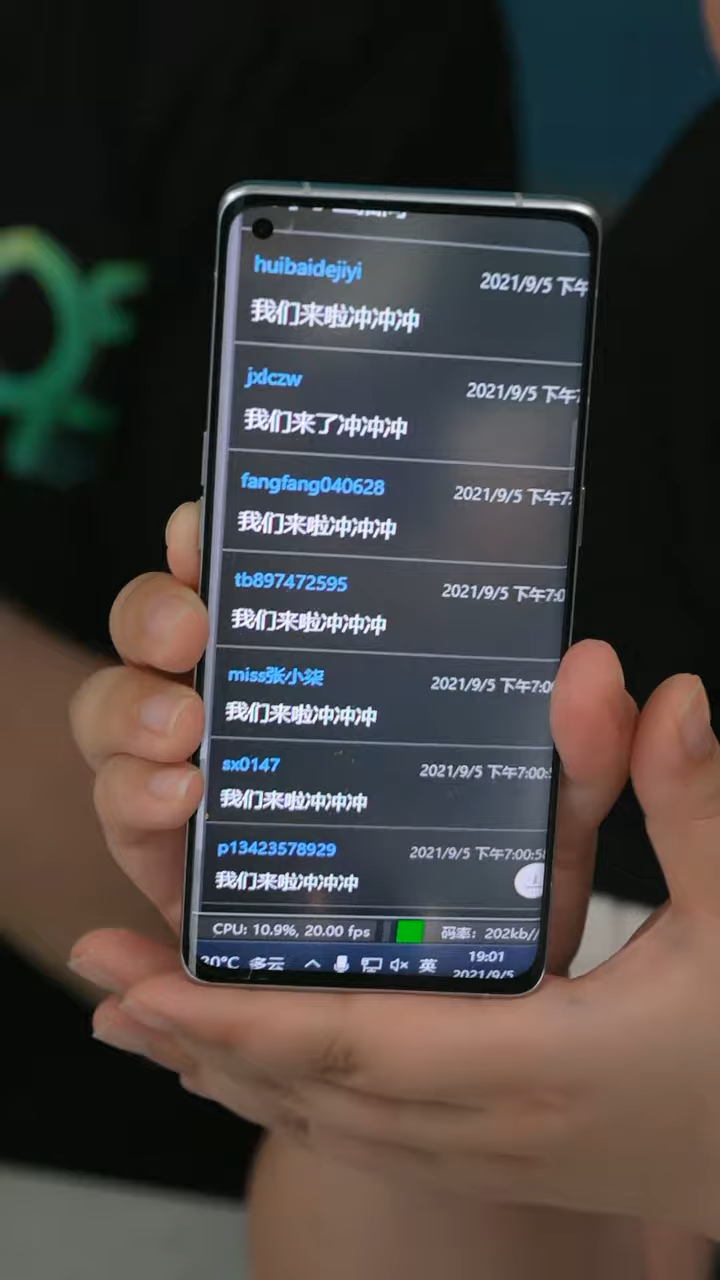 huibaidejiyi 2021/9/5 下午
我们来啦冲冲冲
jxlczw 2021/9/5 下午7
我们来了冲冲冲
fangfang040628 2021/9/5 下午7:
我们来啦冲冲冲
tb897472595 2021/9/5 下午7:0
我们来啦冲冲冲
miss张小柒 2021/9/5 下午7:00
我们来啦冲冲冲
sx0147 2021/9/5 下午7:00:
我们来啦冲冲冲
p13423578929 2021/9/5 下午7:00:58
我们来啦冲冲冲
CPU: 10.9%, 20.00 fps 码率: 202kb//
30°C 多云 英 19:01
2021/9/5